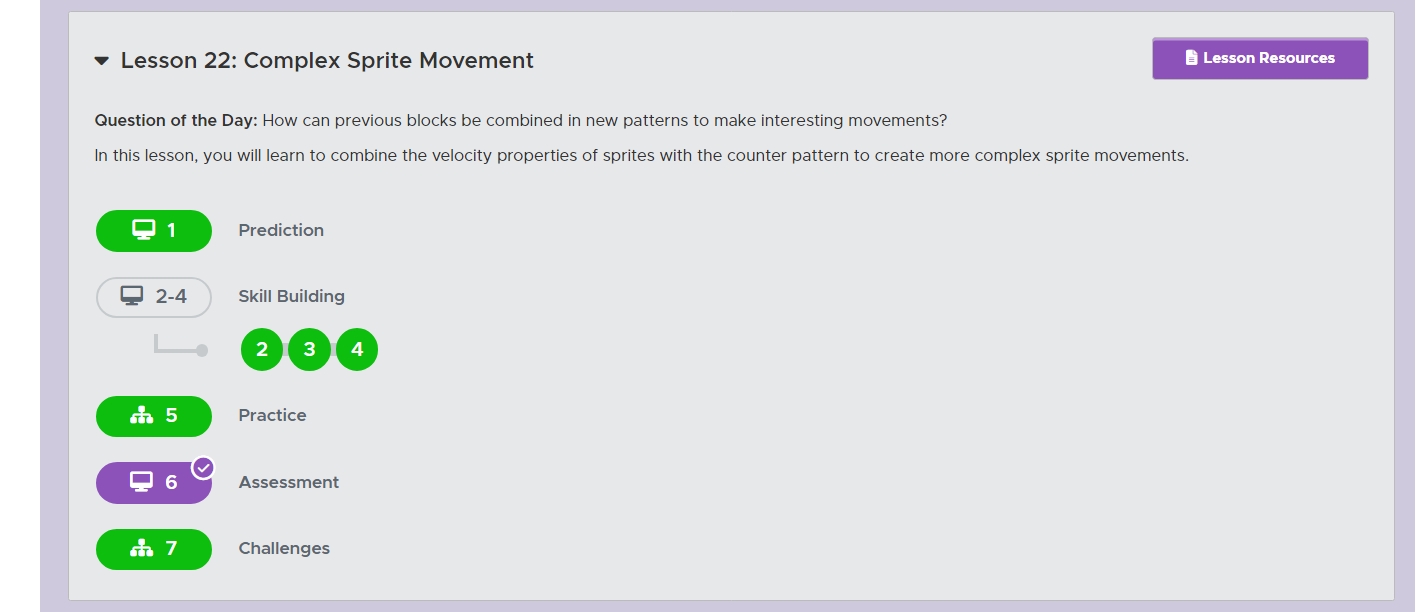 Lesson 22: Complex Sprite Movement
Lesson Resources
Question of the Day: How can previous blocks be combined in new patterns to make interesting movements?
In this lesson, you will learn to combine the velocity properties of sprites with the counter pattern to create more complex sprite movements.
1 Prediction
2-4 Skill Building
2 3 4
5 Practice
6 Assessment
7 Challenges